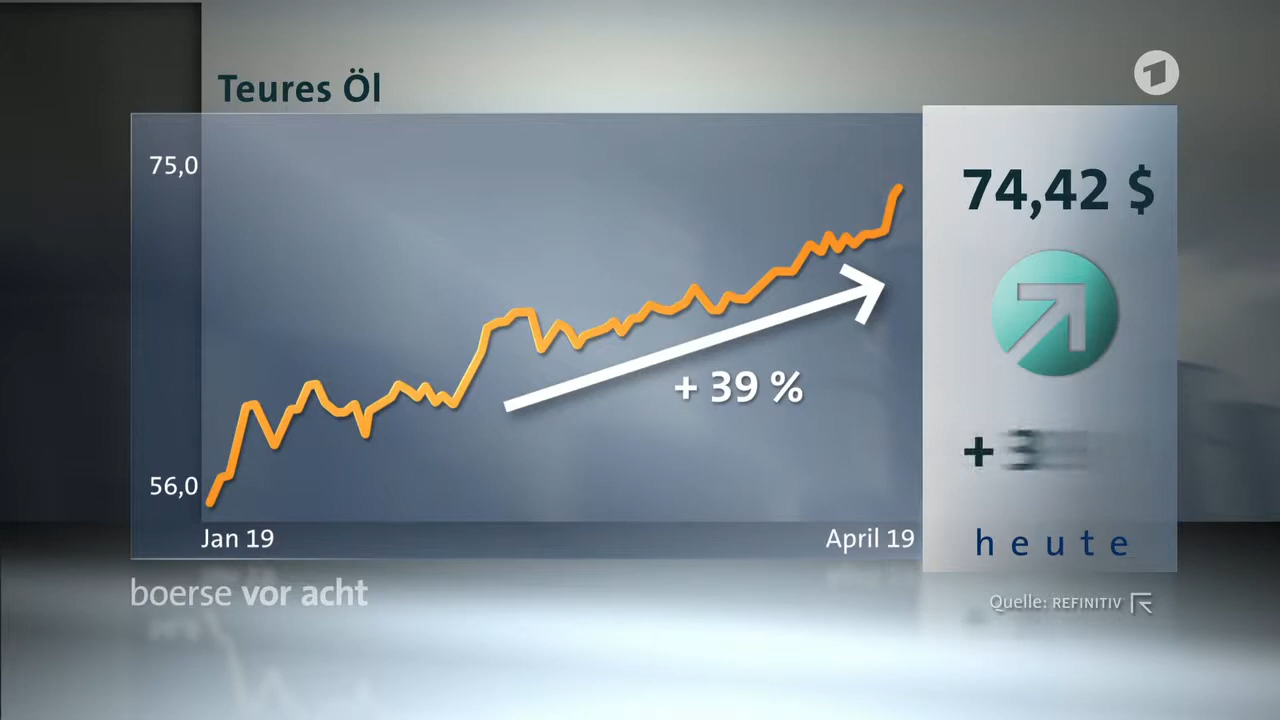 Teures Öl
75,0
56,0
Jan 19
April 19
+ 39 %
74,42 $
+ 3
heute
boerse vor acht
Quelle: REFINITIV